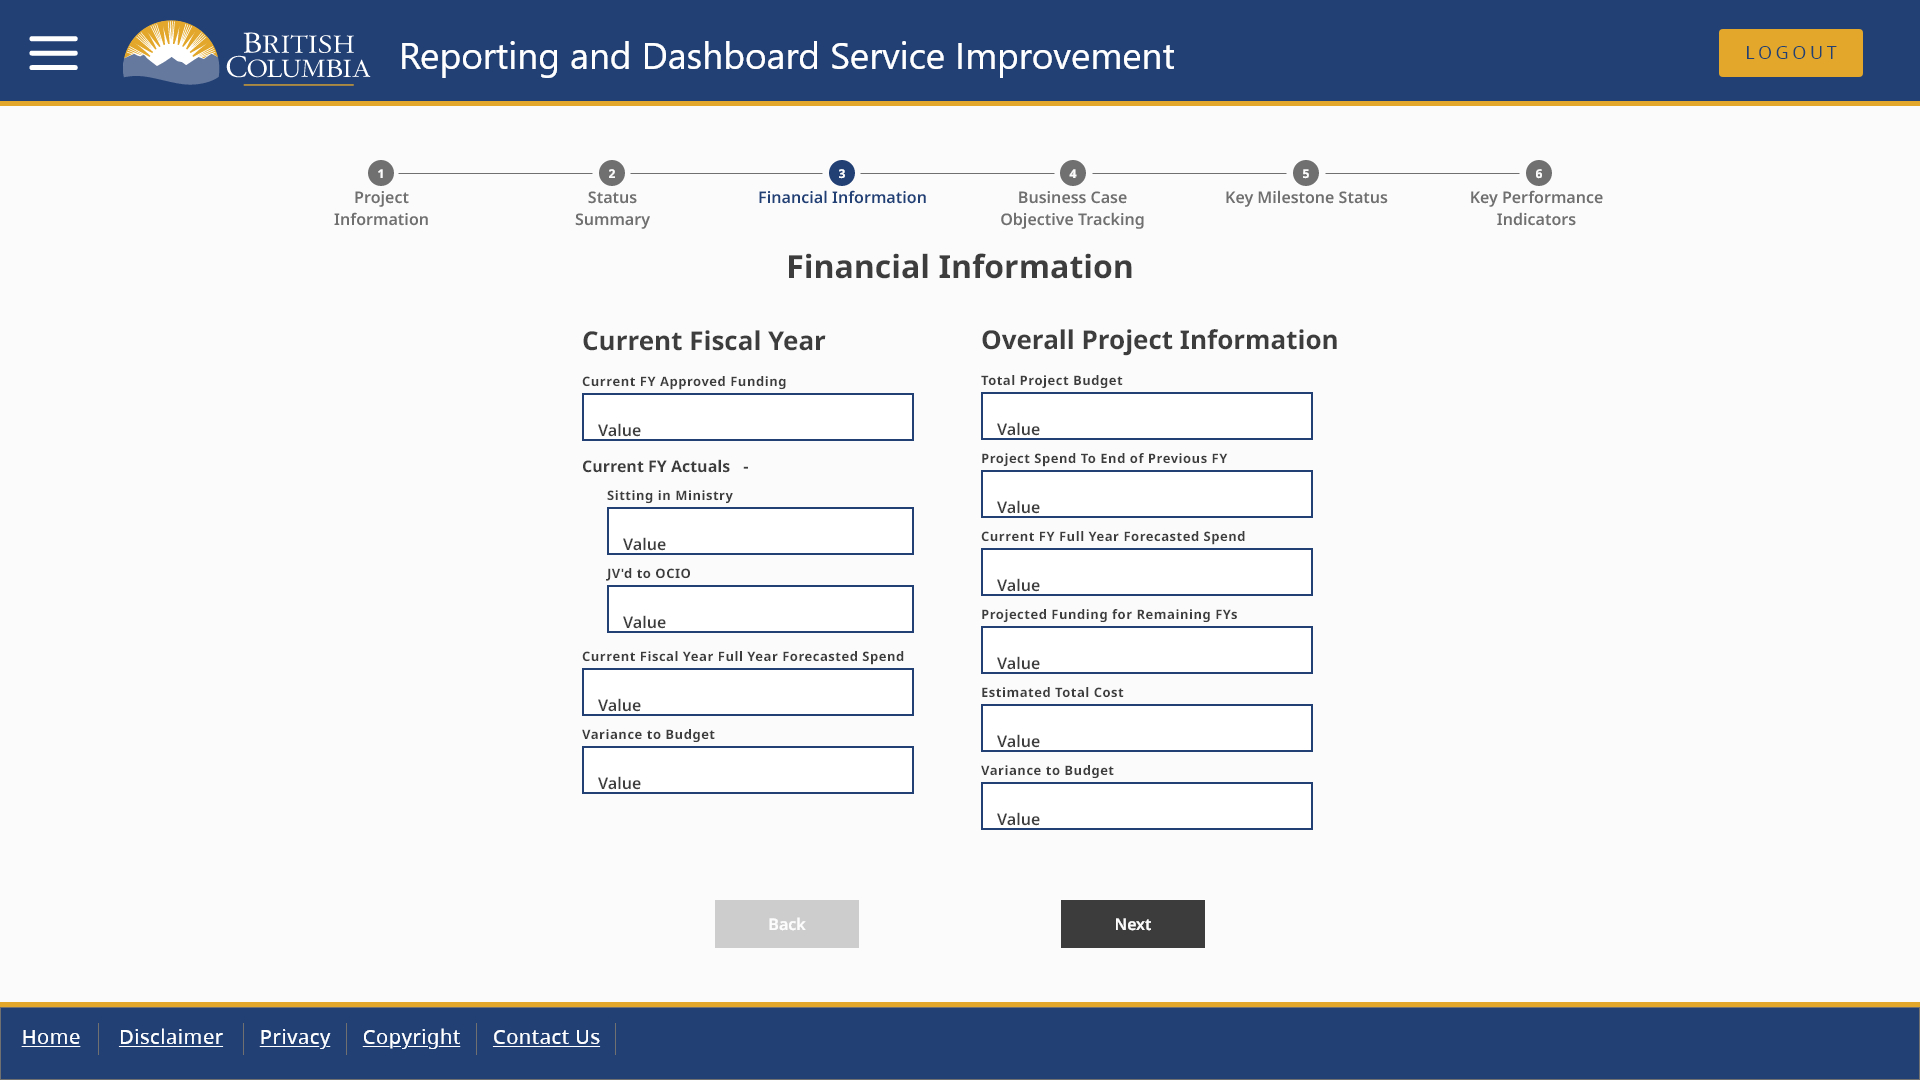 BRITISH
COLUMBIA
Reporting and Dashboard Service Improvement
LOGOUT
1
2
3
4
5
6
Project
Information
Status
Summary
Financial Information
Business Case
Objective Tracking
Key Milestone Status
Key Performance
Indicators
Financial Information
Current Fiscal Year
Current FY Approved Funding
Value
Current FY Actuals -
Sitting in Ministry
Value
JV'd to OCIO
Value
Current Fiscal Year Full Year Forecasted Spend
Value
Variance to Budget
Value
Overall Project Information
Total Project Budget
Value
Project Spend To End of Previous FY
Value
Current FY Full Year Forecasted Spend
Value
Projected Funding for Remaining FYs
Value
Estimated Total Cost
Value
Variance to Budget
Value
Back
Next
Home
Disclaimer
Privacy
Copyright
Contact Us